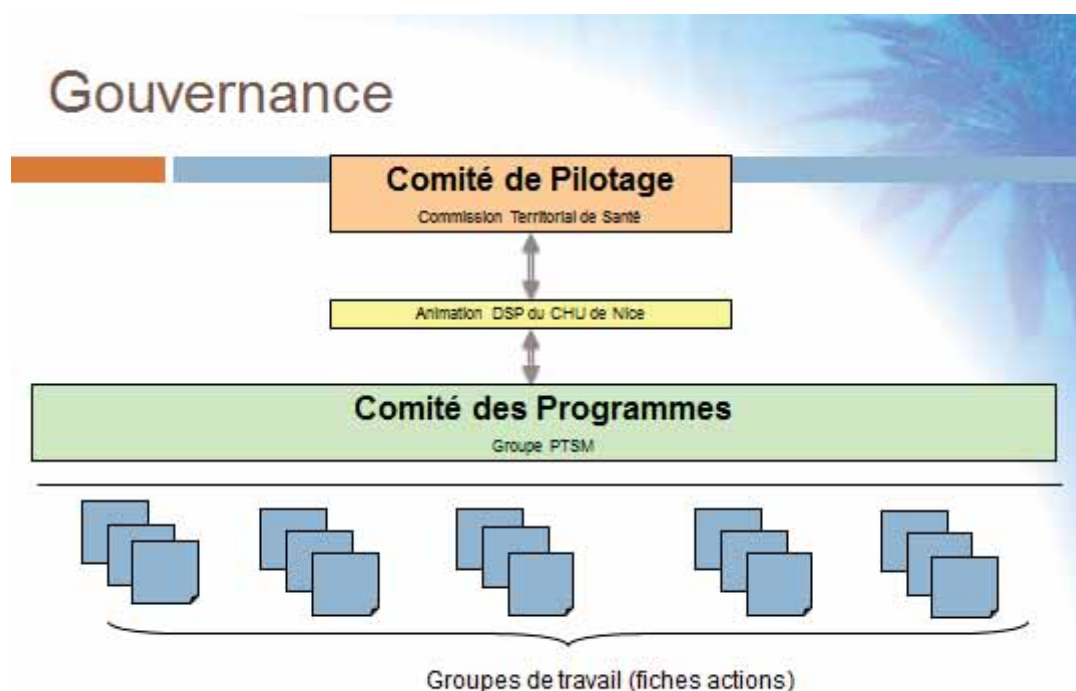 Gouvernance
Comité de Pilotage
Commission Territorial de Santé
Animation DSP du CHU de Nice
Comité des Programmes
Groupe PTSM
Groupes de travail (fiches actions)